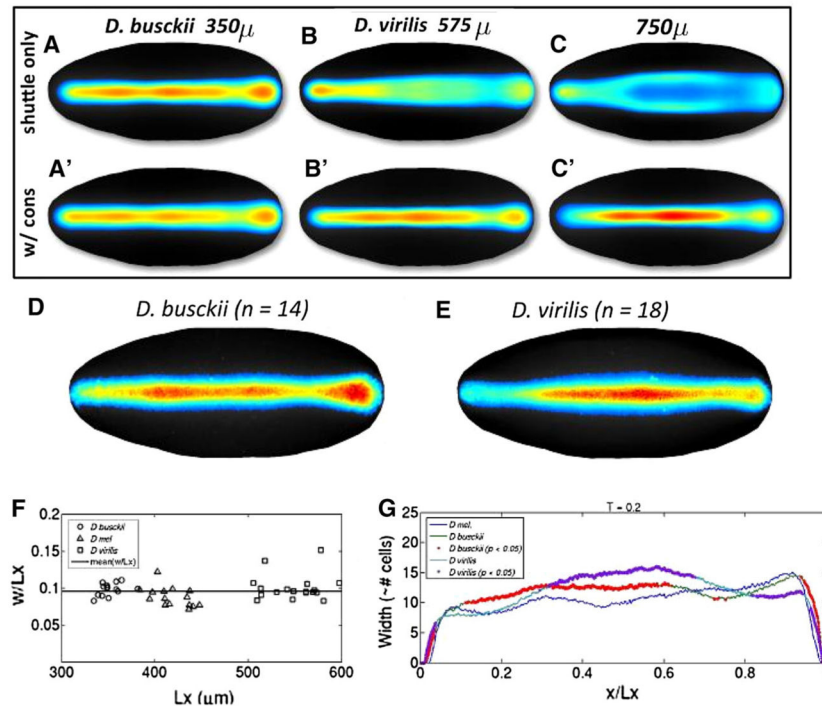 D. busckii 350μ
D. virilis 575 μ
750μ
A
B
C
shuttle only
A'
B'
C'
w/ cons
D
D. busckii (n = 14)
E
D. virilis (n = 18)
F
0.2
0.15
0.1
0.05
w/Lx
D busckii
D mel
D virilis
mean(w/Lx)
300
400
500
600
Lx (μm)
G
T = 0.2
25
20
15
10
5
0
Width (~# cells)
D mel.
D busckii
* D busckii (p < 0.05)
D virilis
* D virilis (p < 0.05)
0
0.2
0.4
0.6
0.8
x/Lx